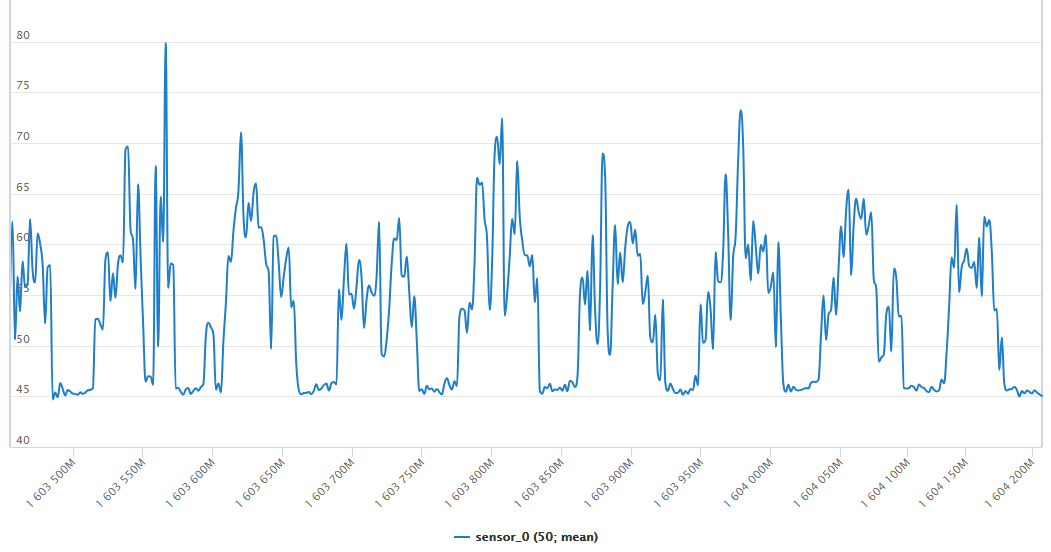 80
75
70
65
60
55
50
45
40
1 603 500M
1 603 550M
1 603 600M
1 603 650M
1 603 700M
1 603 750M
1 603 800M
1 603 850M
1 603 900M
1 603 950M
1 604 000M
1 604 050M
1 604 100M
1 604 150M
1 604 200M
sensor_0 (50; mean)